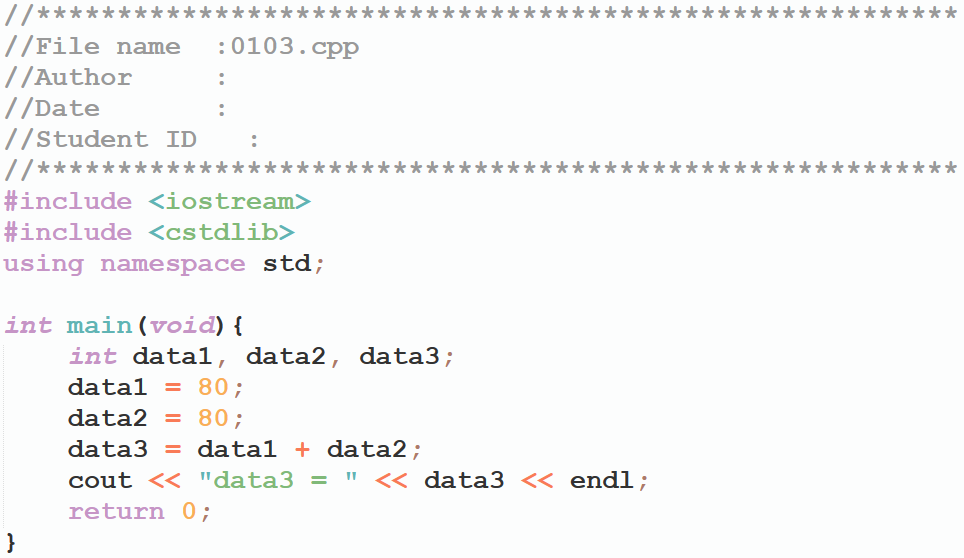 //*********************************************************
//File name  :0103.cpp
//Author     :
//Date       :
//Student ID   :
//*********************************************************
#include <iostream>
#include <cstdlib>
using namespace std;

int main(void){
    int data1, data2, data3;
    data1 = 80;
    data2 = 80;
    data3 = data1 + data2;
    cout << "data3 = " << data3 << endl;
    return 0;
}